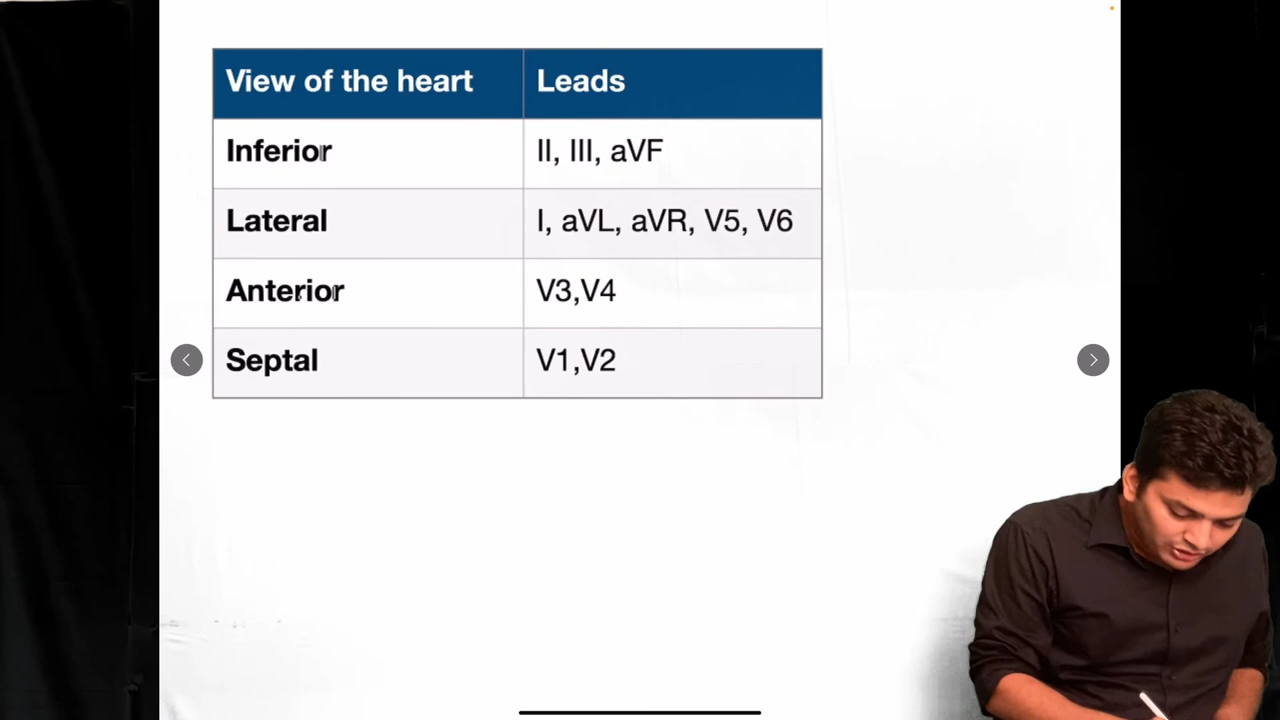 View of the heart Leads
Inferior II, III, aVF
Lateral I, aVL, aVR, V5, V6
Anterior V3,V4
Septal V1,V2